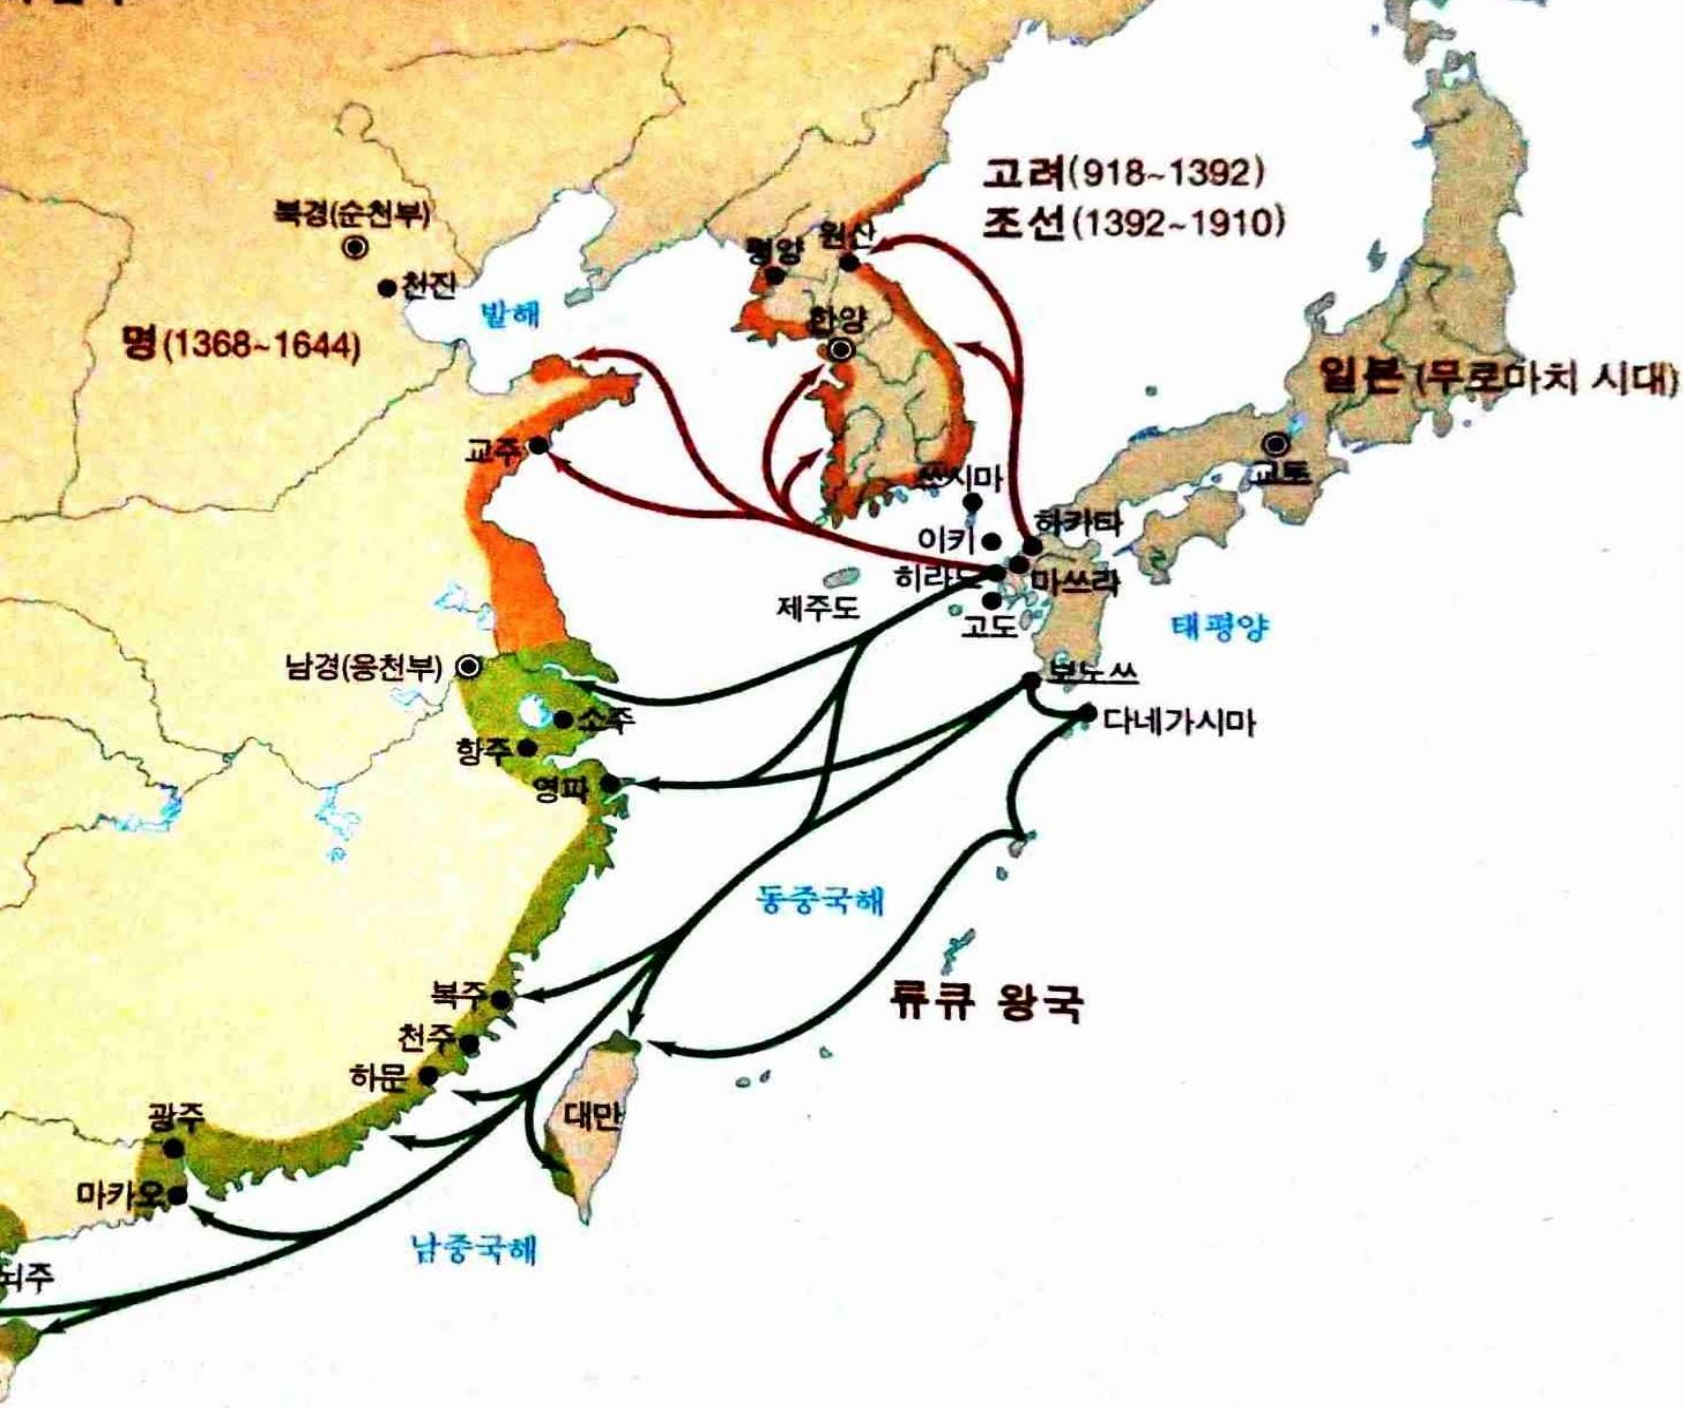 고려(918~1392)
조선(1392~1910)
북경(순천부)
원산
평양
천진
발해
한양
명(1368~1644)
일본 (무로마치 시대)
교주
교토
쓰시마
하카타
이키
히라도
마쓰라
제주도
고도
태평양
남경(웅천부)
보노쓰
소주
다네가시마
항주
영파
동중국해
복주
류큐 왕국
천주
하문
광주
대만
마카오
남중국해
뇌주